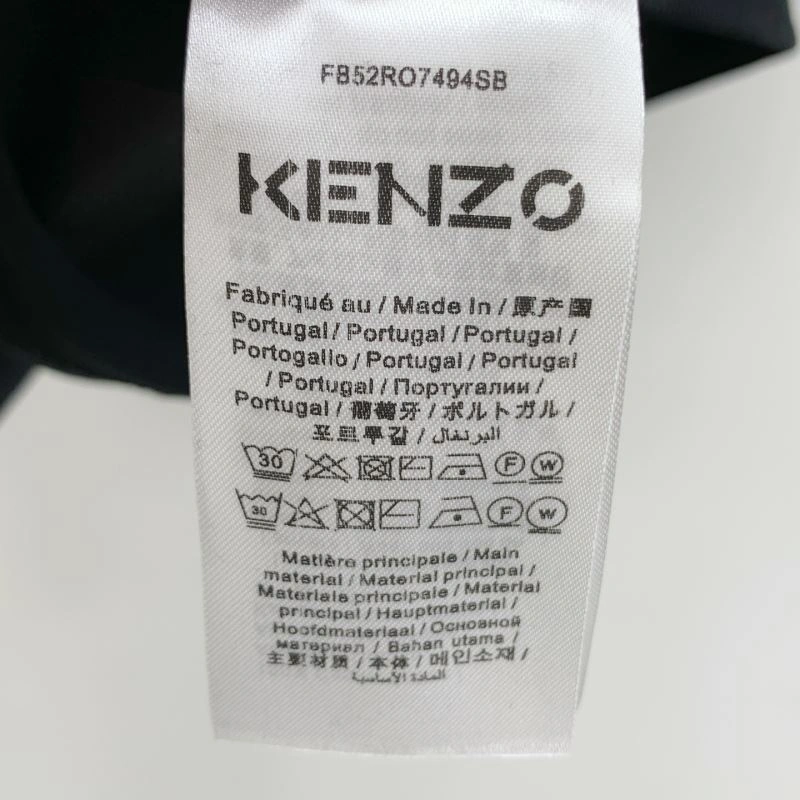 FB52RO7494SB
KENZO
Fabriqué au / Made In / 原产国
Portugal / Portugal / Portugal /
Portogallo / Portugal / Portugal
/ Portugal / Португалии /
Portugal / 葡萄牙 / ポルトガル /
포르투갈 / البرتغال
30 F W
30 F W
Matière principale / Main
material / Material principal /
Materiale principale / Material
principal / Hauptmaterial /
Hoofdmateriaal / Основной
материал / Bahan utama /
主要材质 / 本体 / 메인소재 /
المادة الأساسية